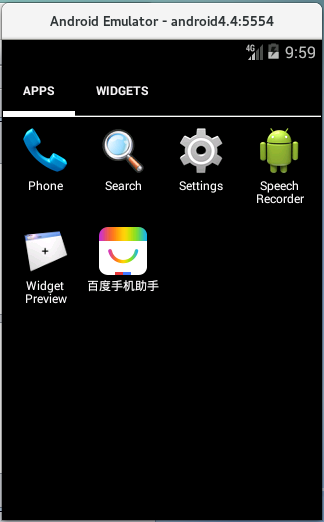 Android Emulator - android4.4:5554
4G 9:59
APPS WIDGETS
Phone Search Settings Speech
Recorder
Widget
Preview
百度手机助手